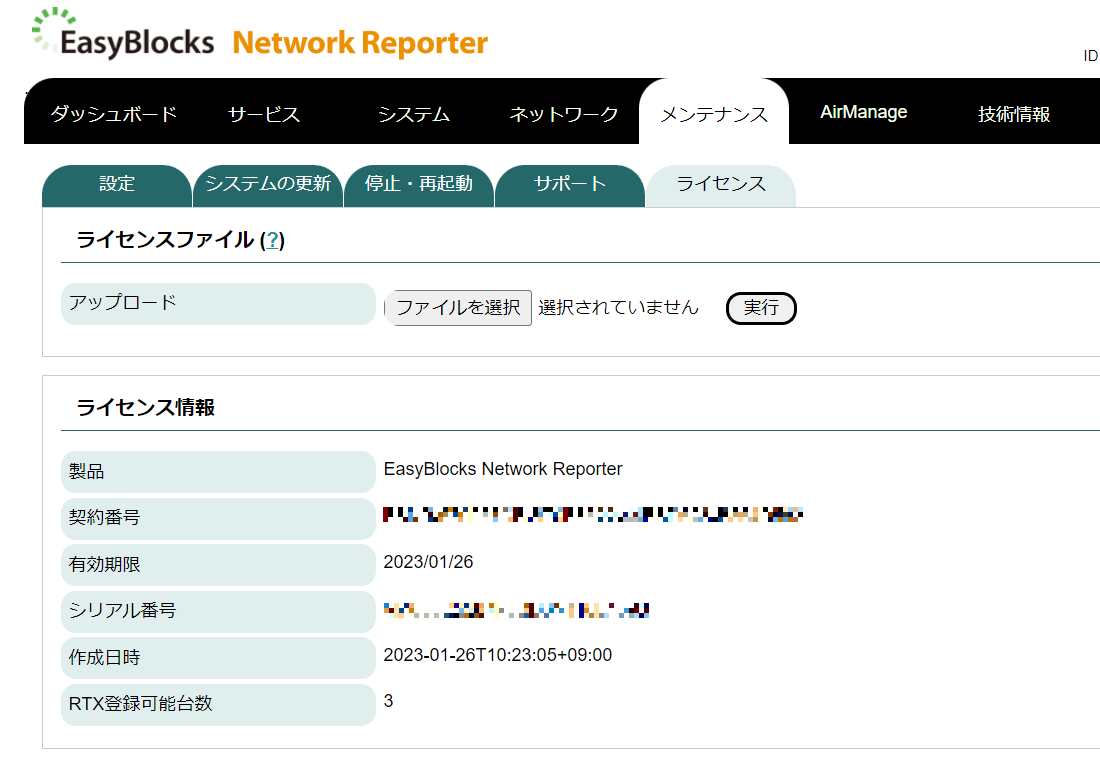 EasyBlocks Network Reporter
ID
ダッシュボード サービス システム ネットワーク メンテナンス AirManage 技術情報
設定 システムの更新 停止・再起動 サポート ライセンス
ライセンスファイル (?)
アップロード ファイルを選択 選択されていません 実行
ライセンス情報
製品 EasyBlocks Network Reporter
契約番号
有効期限 2023/01/26
シリアル番号
作成日時 2023-01-26T10:23:05+09:00
RTX登録可能台数 3